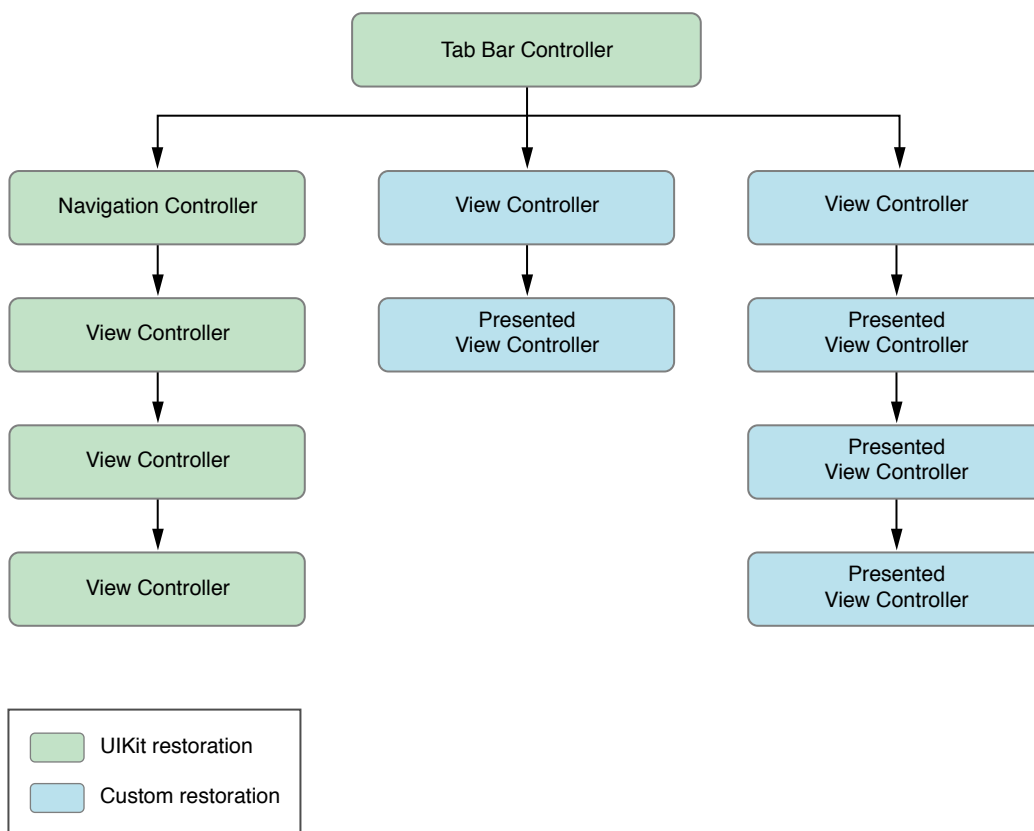 Tab Bar Controller
Navigation Controller
View Controller
View Controller
View Controller
Presented
View Controller
Presented
View Controller
View Controller
Presented
View Controller
View Controller
Presented
View Controller
UIKit restoration
Custom restoration